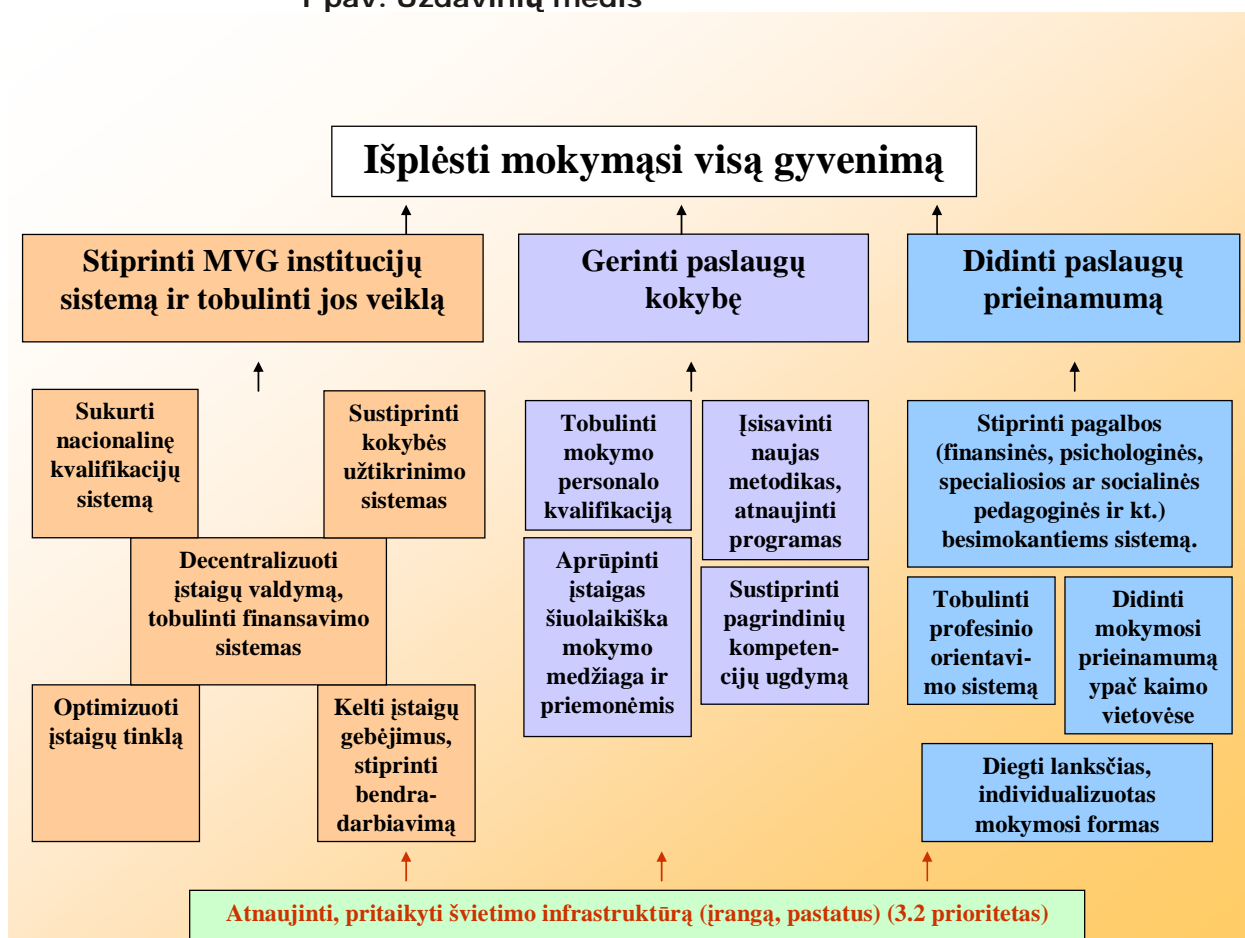 1 pav. Uždavinių medis
Išplėsti mokymąsi visą gyvenimą
Stiprinti MVG institucijų
sistemą ir tobulinti jos veiklą
Gerinti paslaugų
kokybę
Didinti paslaugų
prieinamumą
Sukurti
nacionalinę
kvalifikacijų
sistemą
Sustiprinti
kokybės
užtikrinimo
sistemas
Decentralizuoti
įstaigų valdymą,
tobulinti finansavimo
sistemas
Optimizuoti
įstaigų tinklą
Kelti įstaigų
gebėjimus,
stiprinti
bendra-
darbiavimą
Tobulinti
mokymo
personalo
kvalifikaciją
Įsisavinti
naujas
metodikas,
atnaujinti
programas
Aprūpinti
įstaigas
šiuolaikiška
mokymo
medžiaga ir
priemonėmis
Sustiprinti
pagrindinių
kompeten-
cijų ugdymą
Stiprinti pagalbos
(finansinės, psichologinės,
specialiosios ar socialinės
pedagoginės ir kt.)
besimokantiems sistemą.
Tobulinti
profesinio
orientavi-
mo sistemą
Didinti
mokymosi
prieinamumą
ypač kaimo
vietovėse
Diegti lanksčias,
individualizuotas
mokymosi formas
Atnaujinti, pritaikyti švietimo infrastruktūrą (įrangą, pastatus) (3.2 prioritetas)